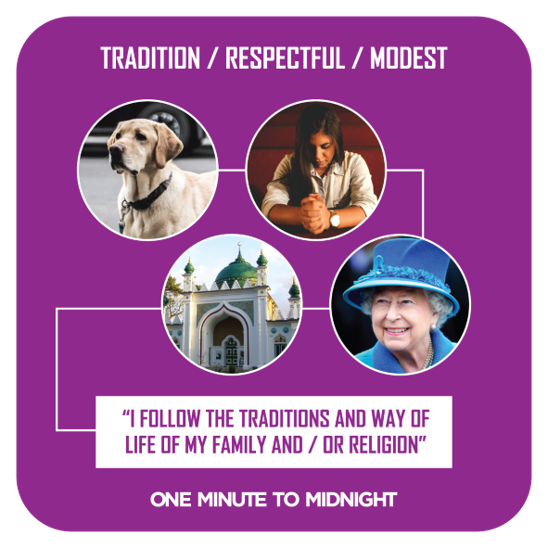 TRADITION / RESPECTFUL / MODEST
“I FOLLOW THE TRADITIONS AND WAY OF
LIFE OF MY FAMILY AND / OR RELIGION”
ONE MINUTE TO MIDNIGHT